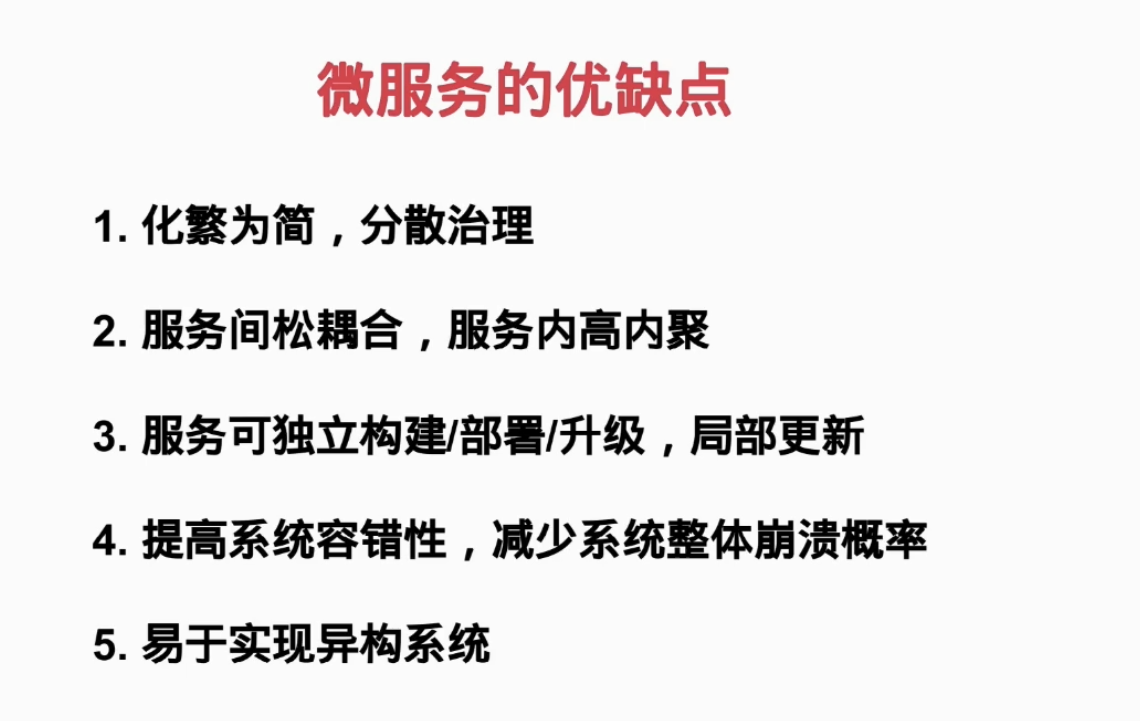 微服务的优缺点
1. 化繁为简，分散治理
2. 服务间松耦合，服务内高内聚
3. 服务可独立构建/部署/升级，局部更新
4. 提高系统容错性，减少系统整体崩溃概率
5. 易于实现异构系统